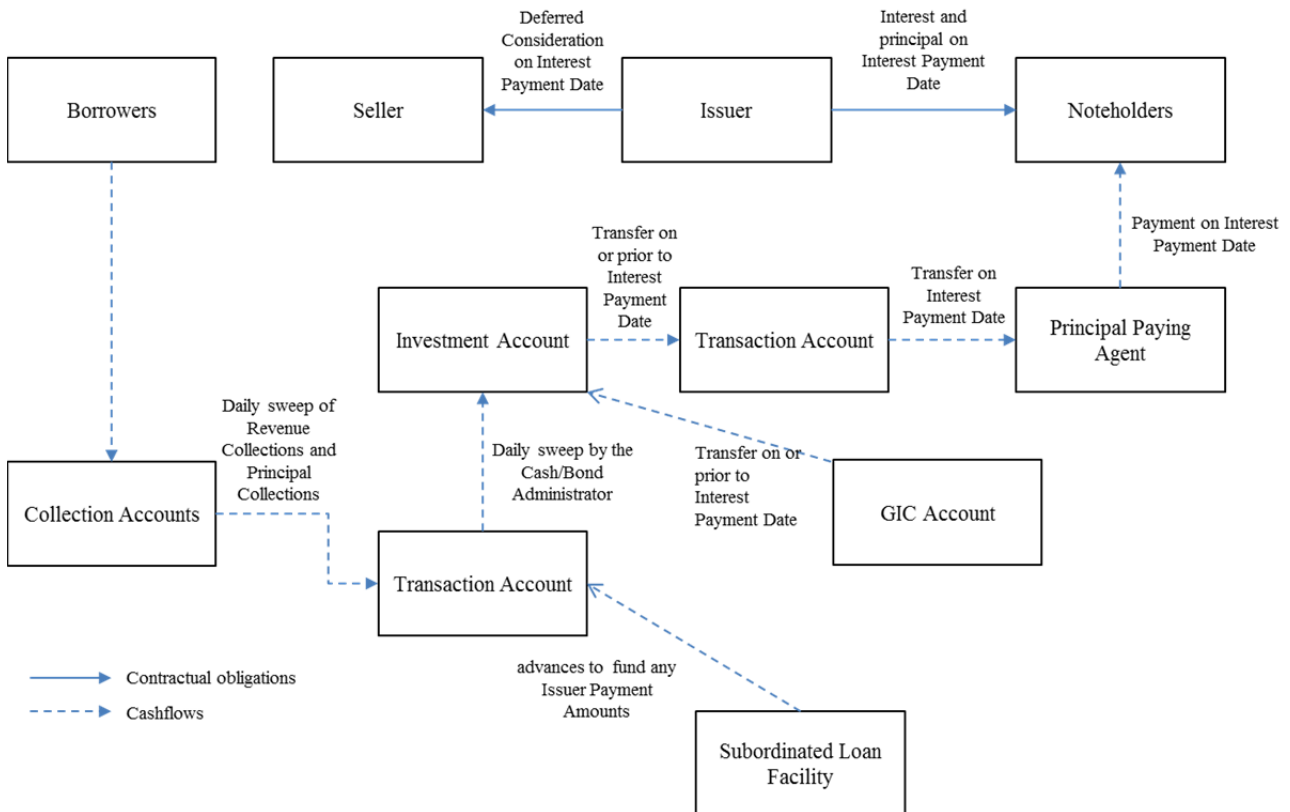 Deferred
Consideration
on Interest
Payment Date
Interest and
principal on
Interest Payment
Date
Borrowers
Seller
Issuer
Noteholders
Transfer on
or prior to
Interest
Payment
Date
Transfer on
Interest
Payment Date
Payment on Interest
Payment Date
Investment Account
Transaction Account
Principal Paying
Agent
Daily sweep of
Revenue
Collections and
Principal
Collections
Daily sweep by the
Cash/Bond
Administrator
Transfer on or
prior to
Interest
Payment Date
Collection Accounts
GIC Account
Transaction Account
advances to fund any
Issuer Payment
Amounts
Contractual obligations
Cashflows
Subordinated Loan
Facility